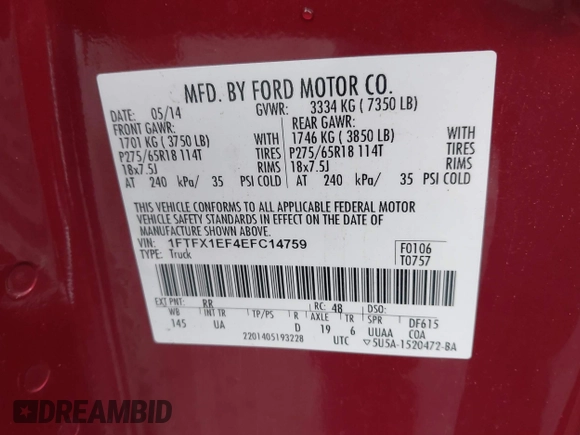 MFD. BY FORD MOTOR CO.
DATE: 05/14 GVWR: 3334 KG ( 7350 LB)
FRONT GAWR: REAR GAWR:
1701 KG ( 3750 LB) WITH 1746 KG ( 3850 LB) WITH
P275/65R18 114T TIRES P275/65R18 114T TIRES
18x7.5J RIMS 18x7.5J RIMS
AT 240 kPa/ 35 PSI COLD AT 240 kPa/ 35 PSI COLD
THIS VEHICLE CONFORMS TO ALL APPLICABLE FEDERAL MOTOR
VEHICLE SAFETY STANDARDS IN EFFECT ON THE DATE OF
MANUFACTURE SHOWN ABOVE.
VIN: 1FTFX1EF4EFC14759 F0106
TYPE: Truck T0757
EXT PNT: RR RC: 48 DSO:
WB INT TR TP/PS R AXLE TR SPR DF615
145 UA D 19 6 UUAA COA
2201405193228 UTC ▽5U5A-1520472-BA
DREAMBID